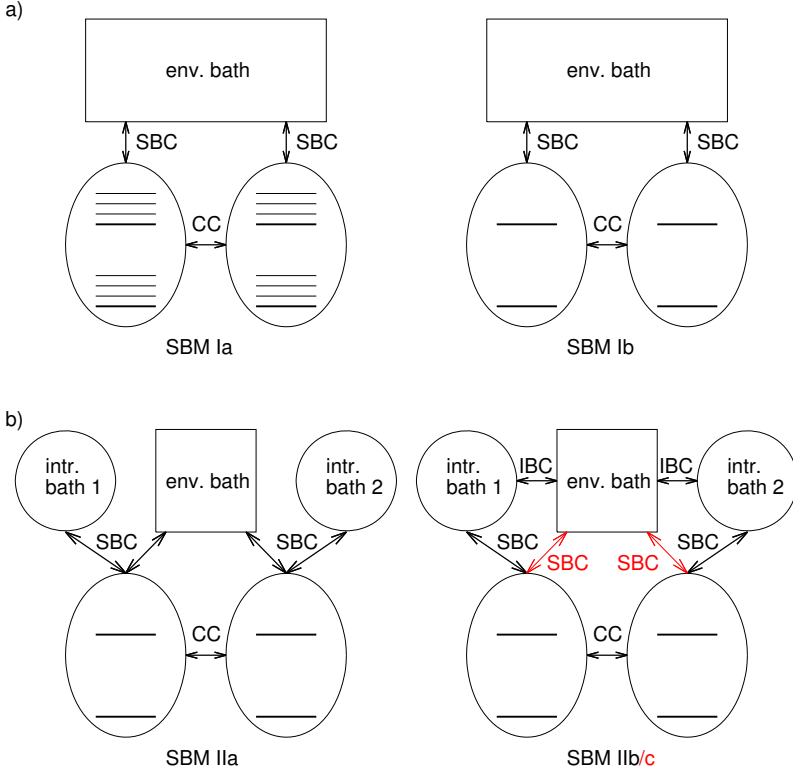 a)
env. bath
env. bath
SBC
SBC
SBC
SBC
CC
CC
SBM Ia
SBM Ib
b)
intr.
bath 1
env. bath
intr.
bath 2
intr.
bath 1
IBC
env. bath
IBC
intr.
bath 2
SBC
SBC
SBC
SBC
SBC
SBC
CC
CC
SBM IIa
SBM IIb/c